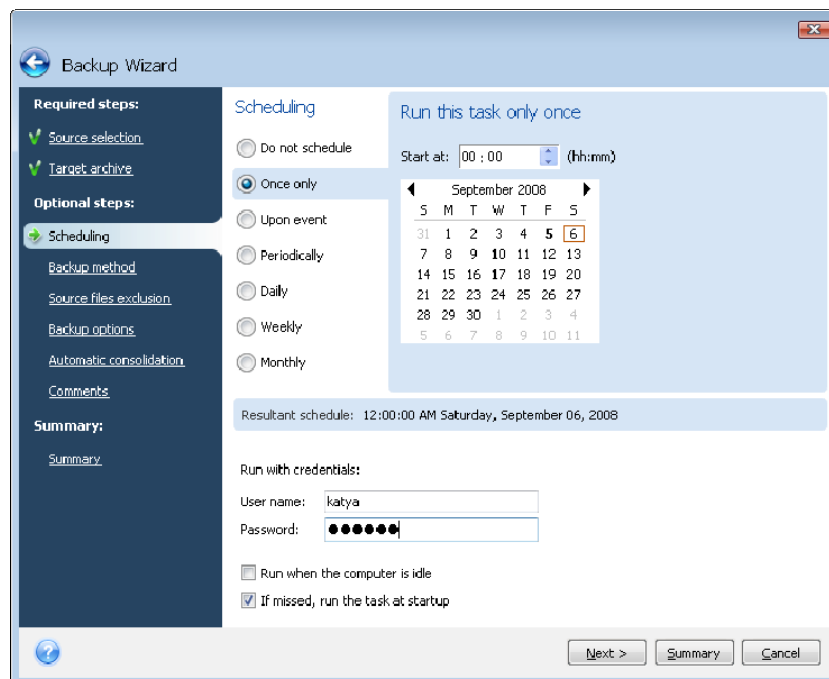 Backup Wizard
Required steps:
Source selection
Target archive
Optional steps:
Scheduling
Backup method
Source files exclusion
Backup options
Automatic consolidation
Comments
Summary:
Summary
Scheduling
Do not schedule
Once only
Upon event
Periodically
Daily
Weekly
Monthly
Run this task only once
Start at: 00 : 00 (hh:mm)
September 2008
S M T W T F S
31 1 2 3 4 5 6
7 8 9 10 11 12 13
14 15 16 17 18 19 20
21 22 23 24 25 26 27
28 29 30 1 2 3 4
5 6 7 8 9 10 11
Resultant schedule: 12:00:00 AM Saturday, September 06, 2008
Run with credentials:
User name: katya
Password: ●●●●●●
Run when the computer is idle
If missed, run the task at startup
?
Next > Summary Cancel